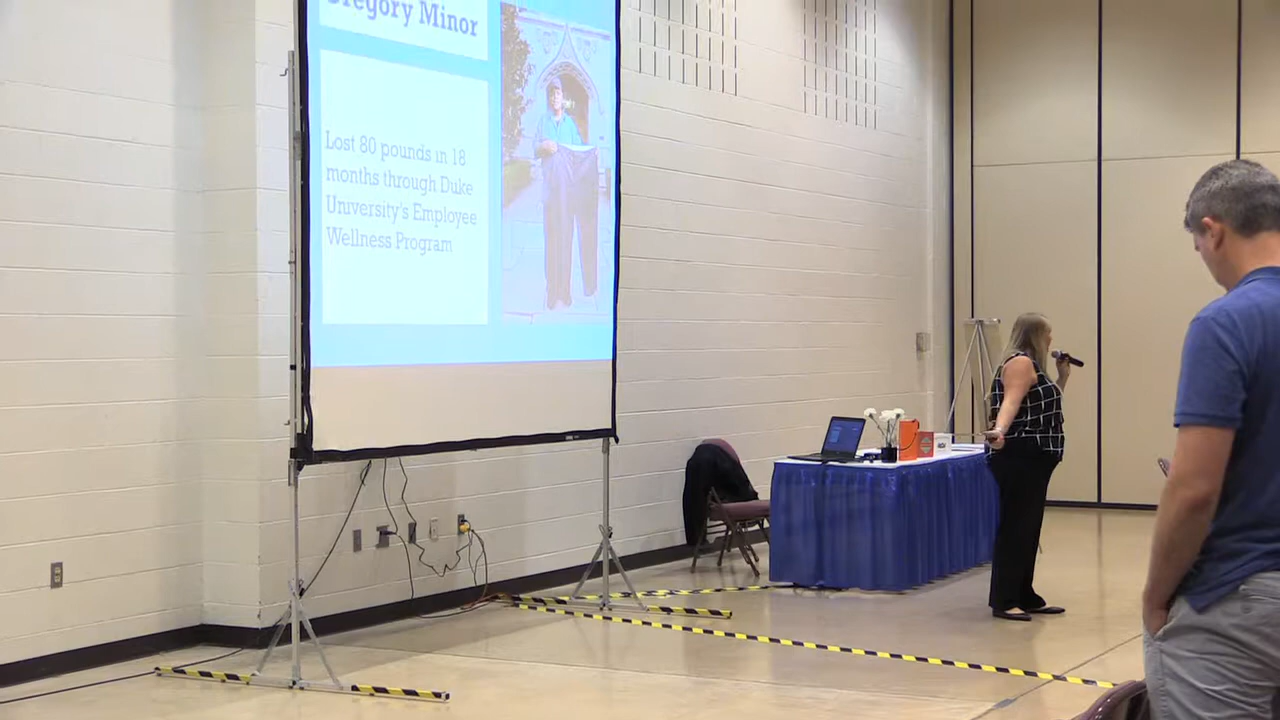 Gregory Minor
Lost 80 pounds in 18
months through Duke
University's Employee
Wellness Program